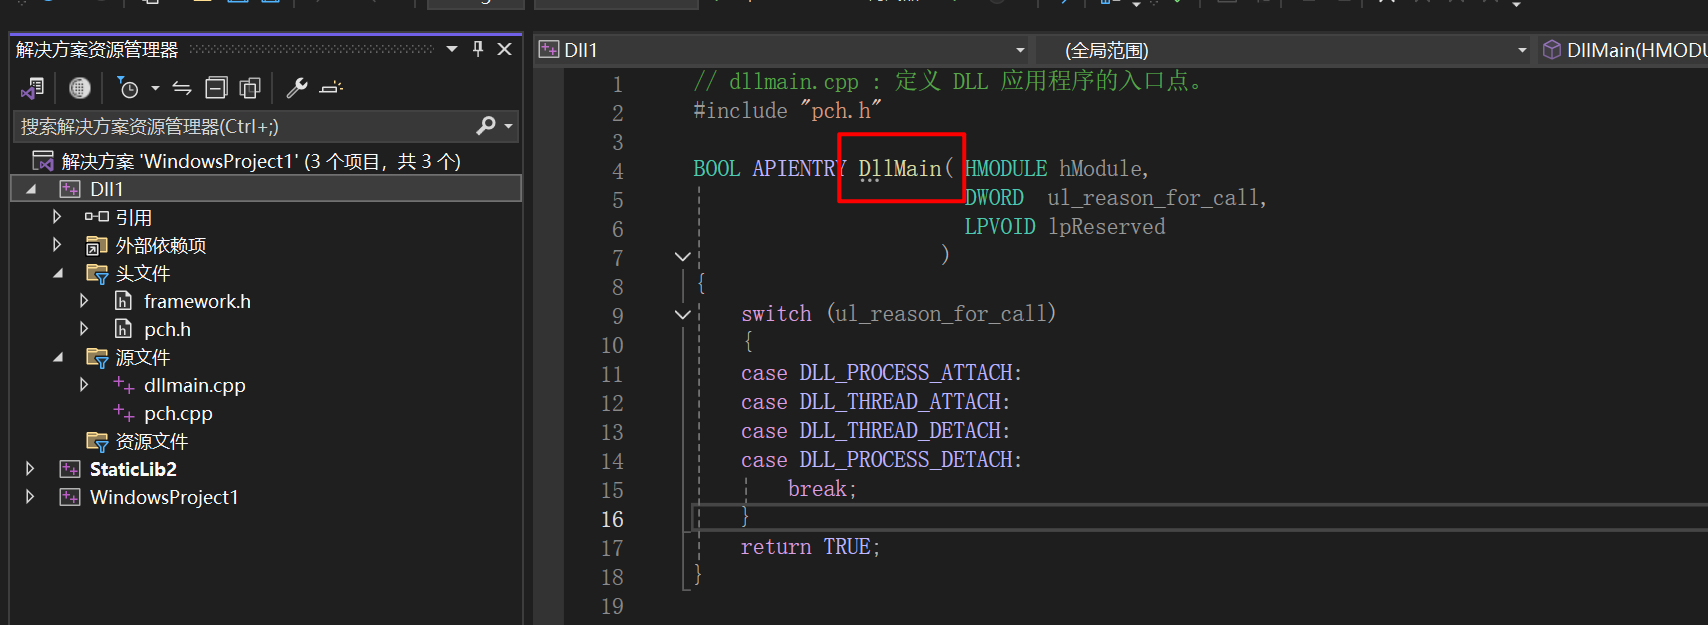 解决方案资源管理器
搜索解决方案资源管理器(Ctrl+;)
解决方案 'WindowsProject1' (3 个项目，共 3 个)
Dll1
引用
外部依赖项
头文件
framework.h
pch.h
源文件
dllmain.cpp
pch.cpp
资源文件
StaticLib2
WindowsProject1
Dll1
(全局范围)
DllMain(HMODU
1 // dllmain.cpp : 定义 DLL 应用程序的入口点。
2 #include "pch.h"
3
4 BOOL APIENTRY DllMain( HMODULE hModule,
5 DWORD ul_reason_for_call,
6 LPVOID lpReserved
7 )
8 {
9 switch (ul_reason_for_call)
10 {
11 case DLL_PROCESS_ATTACH:
12 case DLL_THREAD_ATTACH:
13 case DLL_THREAD_DETACH:
14 case DLL_PROCESS_DETACH:
15 break;
16 }
17 return TRUE;
18 }
19